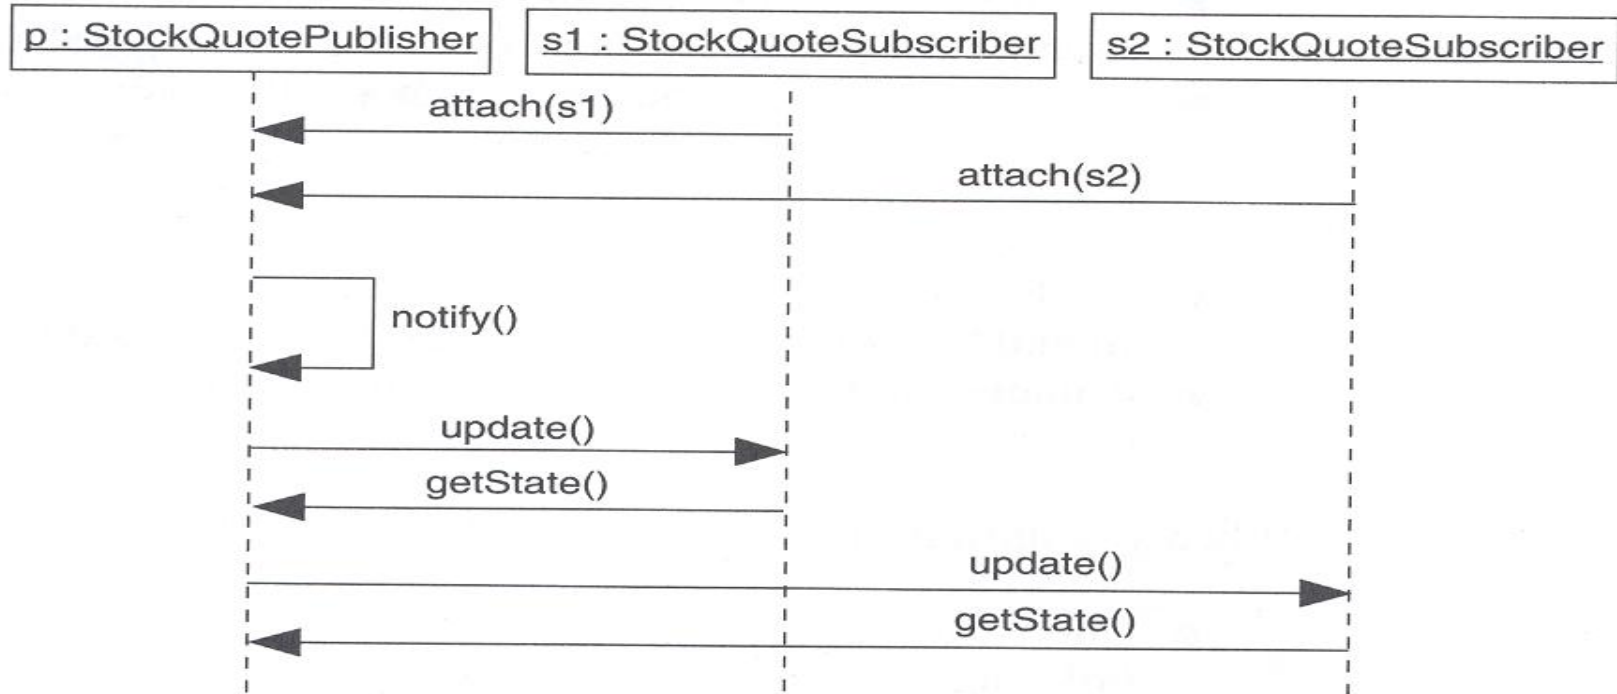 p : StockQuotePublisher
s1 : StockQuoteSubscriber
s2 : StockQuoteSubscriber
attach(s1)
attach(s2)
notify()
update()
getState()
update()
getState()